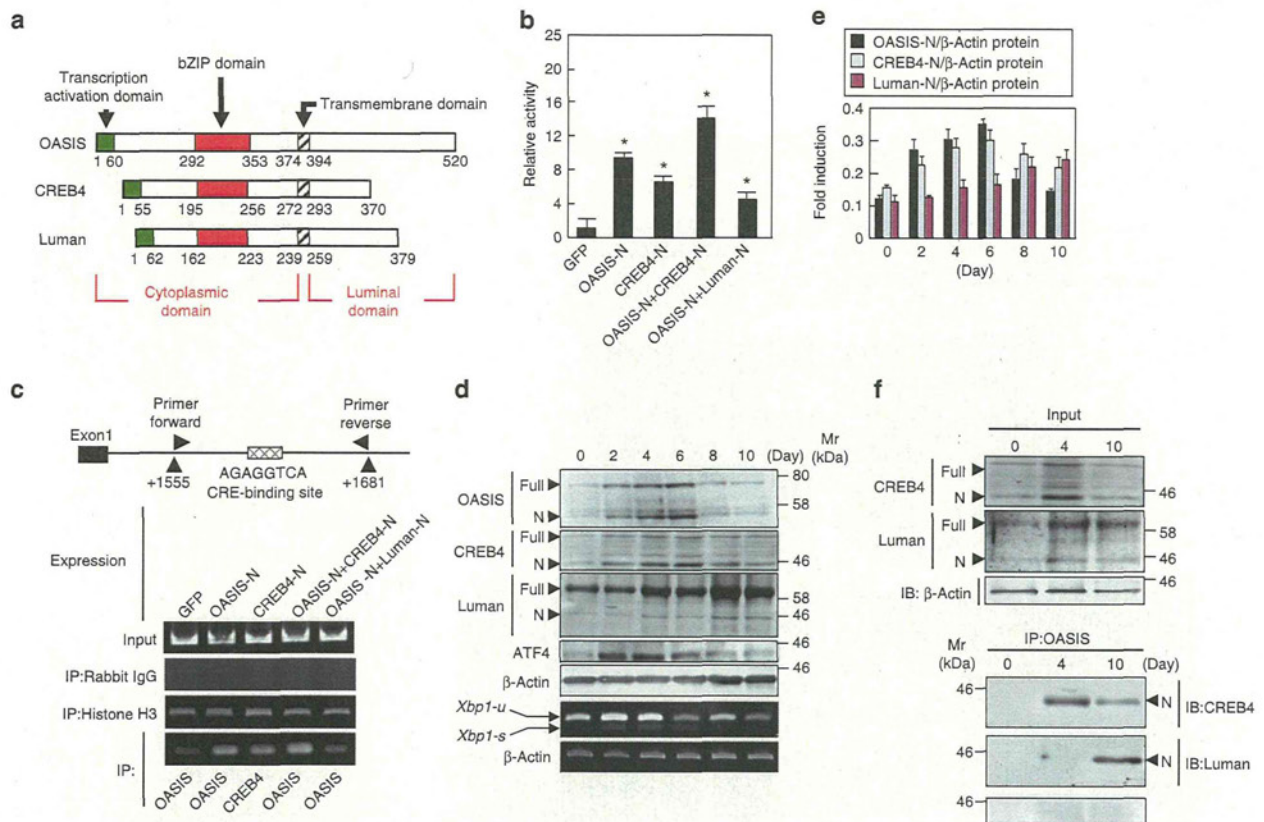 a
Transcription activation domain
bZIP domain
Transmembrane domain
OASIS
1 60 292 353 374 394 520
CREB4
1 55 195 256 272 293 370
Luman
1 62 162 223 239 259 379
Cytoplasmic domain
Luminal domain
b
Relative activity
25
20
16
12
8
4
0
* * * *
GFP
OASIS-N
CREB4-N
OASIS-N+CREB4-N
OASIS-N+Luman-N
e
OASIS-N/β-Actin protein
CREB4-N/β-Actin protein
Luman-N/β-Actin protein
Fold induction
0.4
0.3
0.2
0.1
0
0 2 4 6 8 10
(Day)
c
Primer forward
Primer reverse
Exon1
AGAGGTCA
+1555 CRE-binding site +1681
Expression
GFP
OASIS-N
CREB4-N
OASIS-N+CREB4-N
OASIS-N+Luman-N
Input
IP:Rabbit IgG
IP:Histone H3
IP:
OASIS
OASIS
CREB4
OASIS
OASIS
d
Mr
0 2 4 6 8 10 (Day) (kDa)
OASIS
Full
80
58
N
CREB4
Full
46
N
Luman
Full
58
N
46
ATF4
46
β-Actin
46
Xbp1-u
Xbp1-s
β-Actin
f
Input
0 4 10
CREB4
Full
N
46
Luman
Full
58
N
46
IB: β-Actin
46
IP:OASIS
Mr (kDa)
0 4 10 (Day)
46
N
IB:CREB4
46
N
IB:Luman
46